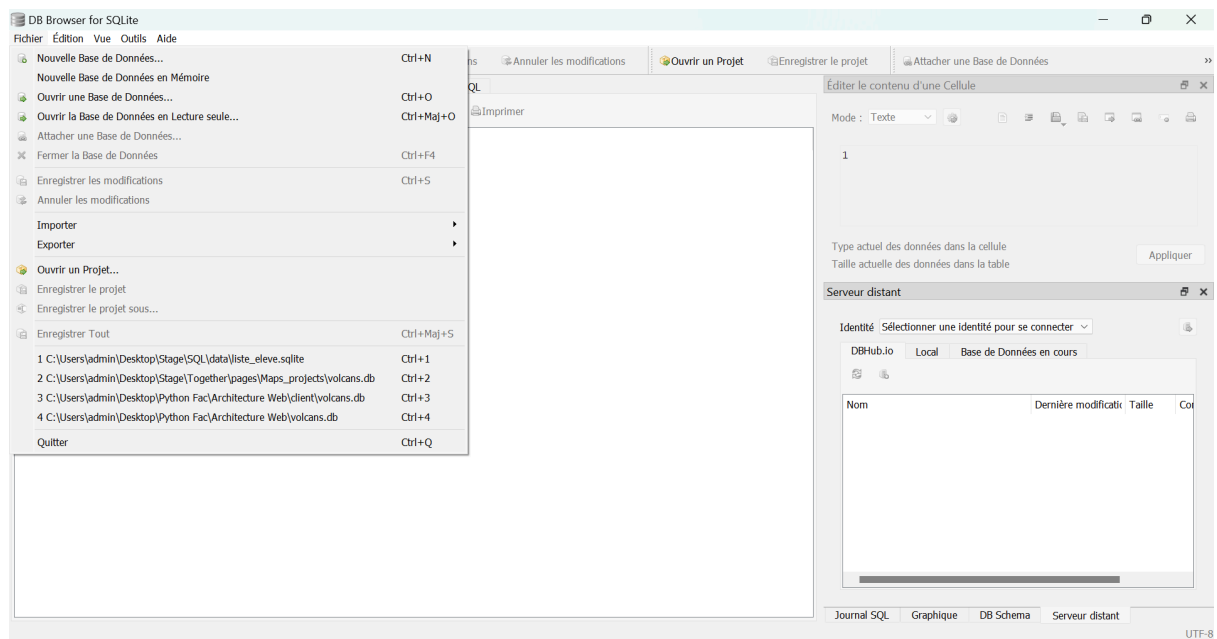 DB Browser for SQLite
Fichier Édition Vue Outils Aide
Nouvelle Base de Données... Ctrl+N
Nouvelle Base de Données en Mémoire
Ouvrir une Base de Données... Ctrl+O
Ouvrir la Base de Données en Lecture seule... Ctrl+Maj+O
Attacher une Base de Données...
Fermer la Base de Données Ctrl+F4
Enregistrer les modifications Ctrl+S
Annuler les modifications
Importer
Exporter
Ouvrir un Projet...
Enregistrer le projet
Enregistrer le projet sous...
Enregistrer Tout Ctrl+Maj+S
1 C:\Users\admin\Desktop\Stage\SQL\data\liste_eleve.sqlite Ctrl+1
2 C:\Users\admin\Desktop\Stage\Together\pages\Maps_projects\volcans.db Ctrl+2
3 C:\Users\admin\Desktop\Python Fac\Architecture Web\client\volcans.db Ctrl+3
4 C:\Users\admin\Desktop\Python Fac\Architecture Web\volcans.db Ctrl+4
Quitter Ctrl+Q
ns Annuler les modifications Ouvrir un Projet Enregistrer le projet Attacher une Base de Données »
QL
Imprimer
Éditer le contenu d'une Cellule
Mode : Texte
1
Type actuel des données dans la cellule
Taille actuelle des données dans la table
Appliquer
Serveur distant
Identité Sélectionner une identité pour se connecter
DBHub.io Local Base de Données en cours
Nom Dernière modificatic Taille Coi
Journal SQL Graphique DB Schema Serveur distant
UTF-8